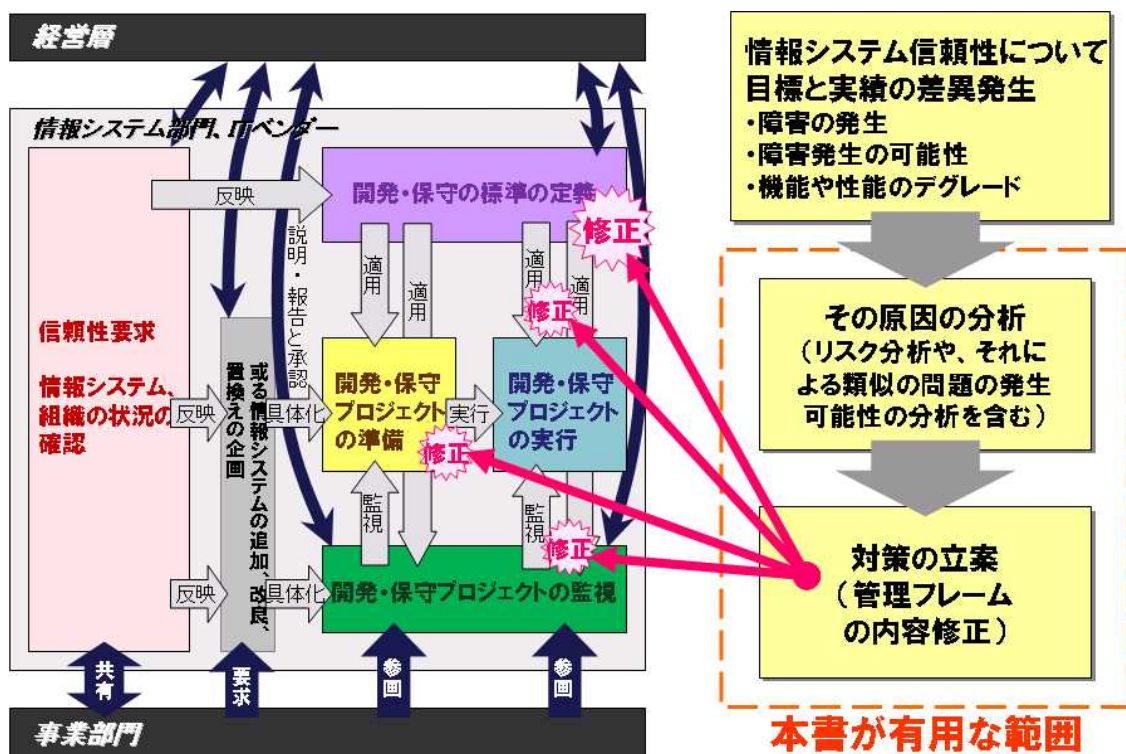 経営層
情報システム部門、ITベンダー
信頼性要求
情報システム、
組織の状況の
確認
反映
反映
反映
或る情報システムの追加、改良、
置換えの企画
説明・報告と承認
具体化
具体化
開発・保守の標準の定義
適用
適用
適用
適用
開発・保守
プロジェクト
の準備
実行
開発・保守
プロジェクト
の実行
監視
監視
開発・保守プロジェクトの監視
修正
修正
修正
修正
共有
要求
参画
参画
事業部門
情報システム信頼性について
目標と実績の差異発生
・障害の発生
・障害発生の可能性
・機能や性能のデグレード
その原因の分析
(リスク分析や、それに
よる類似の問題の発生
可能性の分析を含む)
対策の立案
(管理フレーム
の内容修正)
本書が有用な範囲